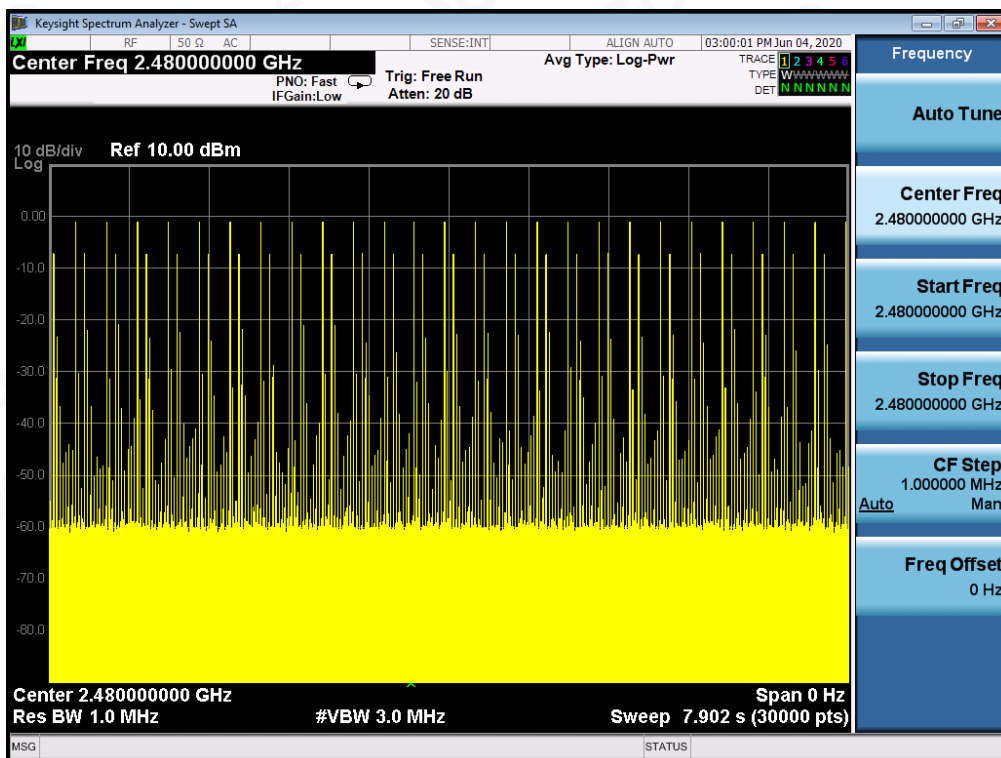 Keysight Spectrum Analyzer - Swept SA
LXI RF 50 Ω AC SENSE:INT ALIGN AUTO 03:00:01 PM Jun 04, 2020
Center Freq 2.480000000 GHz
PNO: Fast
IFGain:Low
Trig: Free Run
Atten: 20 dB
Avg Type: Log-Pwr
TRACE 1 2 3 4 5 6
TYPE W WWWWW
DET N N N N N N
10 dB/div Ref 10.00 dBm
Log
0.00
-10.0
-20.0
-30.0
-40.0
-50.0
-60.0
-70.0
-80.0
Center 2.480000000 GHz Span 0 Hz
Res BW 1.0 MHz #VBW 3.0 MHz Sweep 7.902 s (30000 pts)
MSG STATUS
Frequency
Auto Tune
Center Freq
2.480000000 GHz
Start Freq
2.480000000 GHz
Stop Freq
2.480000000 GHz
CF Step
1.000000 MHz
Auto Man
Freq Offset
0 Hz